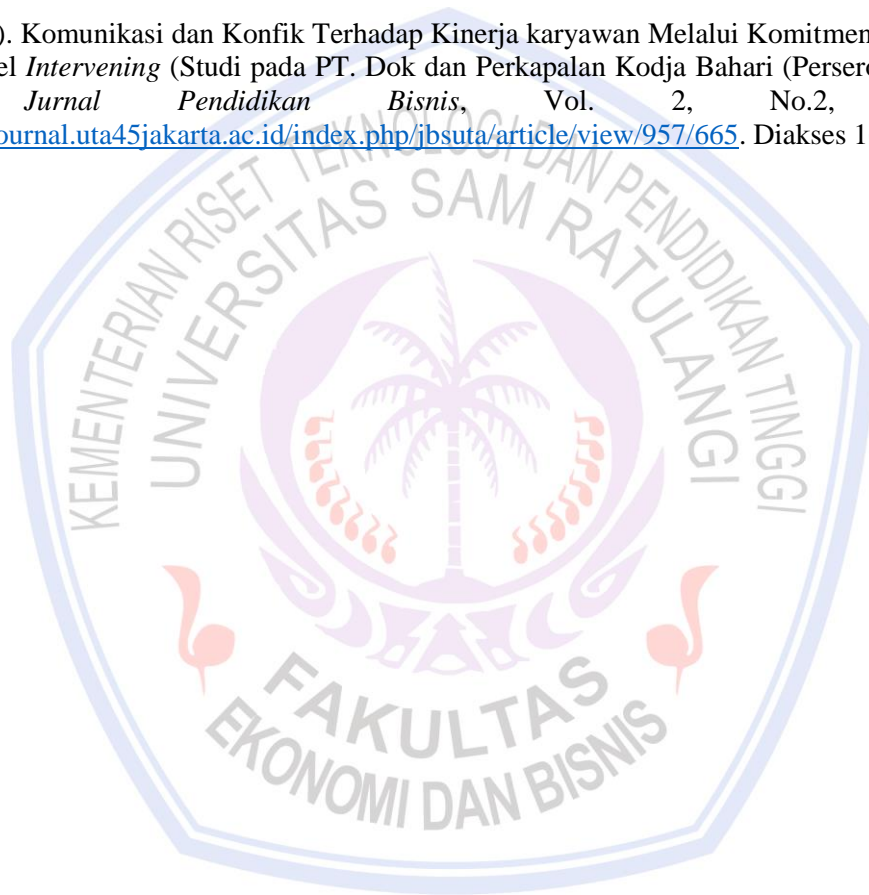 ). Komunikasi dan Konfik Terhadap Kinerja karyawan Melalui Komitmen
el Intervening (Studi pada PT. Dok dan Perkapalan Kodja Bahari (Persero
Jurnal Pendidikan Bisnis, Vol. 2, No.2,
ournal.uta45jakarta.ac.id/index.php/jbsuta/article/view/957/665. Diakses 1
KEMENTERIAN RISET TEKNOLOGI DAN PENDIDIKAN TINGGI
UNIVERSITAS SAM RATULANGI
FAKULTAS
EKONOMI DAN BISNIS